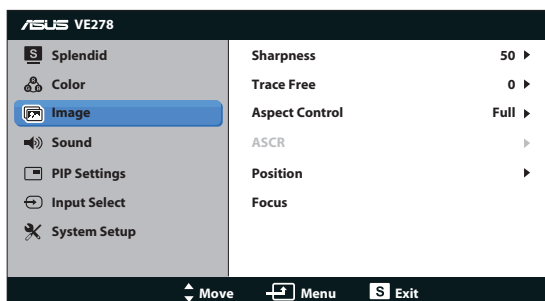 ASUS VE278
S Splendid
Color
Image
Sound
PIP Settings
Input Select
System Setup
Sharpness 50
Trace Free 0
Aspect Control Full
ASCR
Position
Focus
Move Menu S Exit